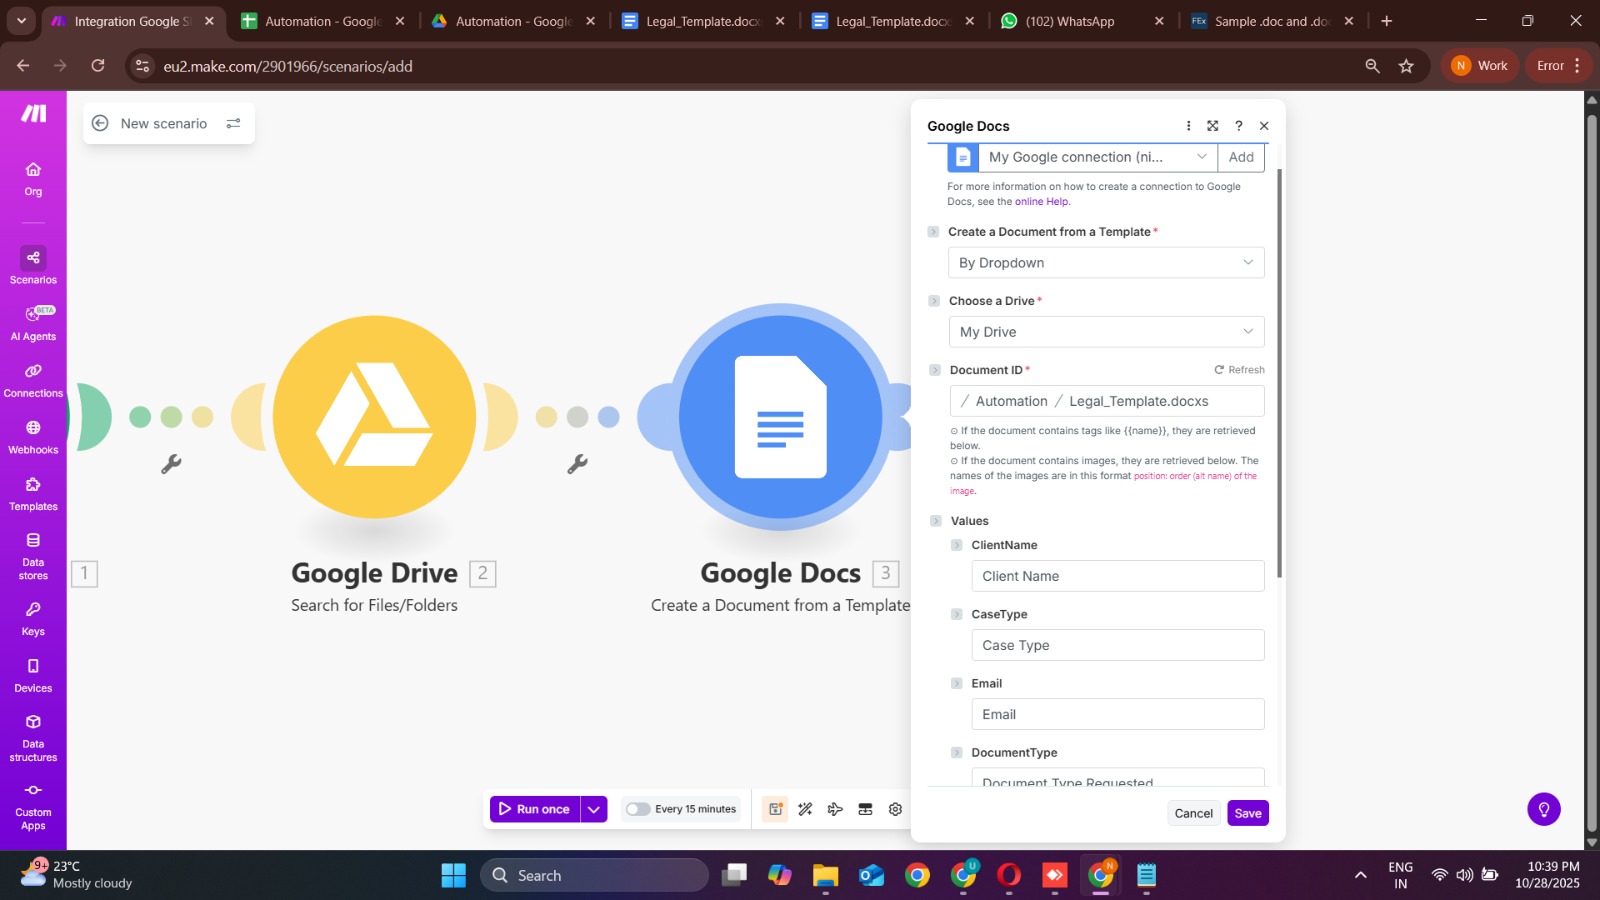 Integration Google S
Automation - Google
Automation - Google
Legal_Template.docx
Legal_Template.docx
(102) WhatsApp
FEx
Sample .doc and .do
eu2.make.com/2901966/scenarios/add
N
Work
Error
New scenario
Org
Scenarios
BETA
AI Agents
Connections
Webhooks
Templates
Data
stores
Keys
Devices
Data
structures
Custom
Apps
1
Google Drive
2
Search for Files/Folders
Google Docs
3
Create a Document from a Template
Run once
Every 15 minutes
Google Docs
?
My Google connection (ni...
Add
For more information on how to create a connection to Google
Docs, see the online Help.
Create a Document from a Template*
By Dropdown
Choose a Drive*
My Drive
Document ID*
Refresh
/ Automation / Legal_Template.docxs
If the document contains tags like {{name}}, they are retrieved
below.
If the document contains images, they are retrieved below. The
names of the images are in this format position: order (alt name) of the
image.
Values
ClientName
Client Name
CaseType
Case Type
Email
Email
DocumentType
Document Type Requested
Cancel
Save
9+
23°C
Mostly cloudy
Search
U
N
ENG
IN
10:39 PM
10/28/2025